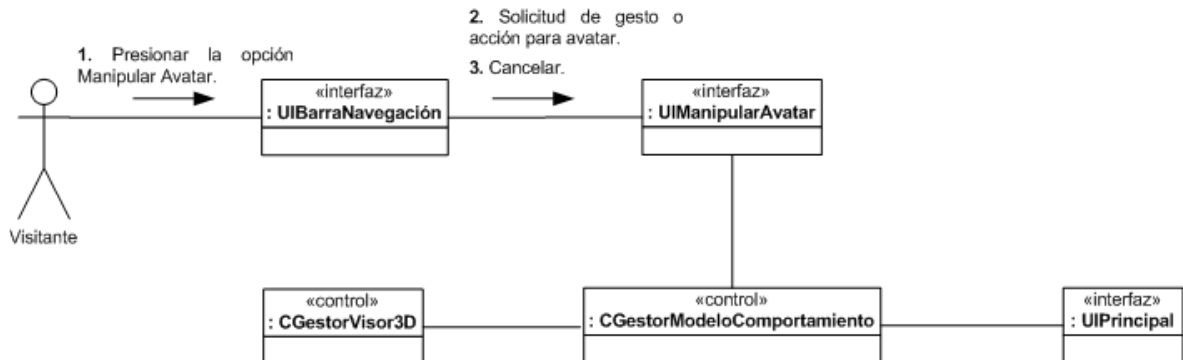 1. Presionar la opción
Manipular Avatar.
2. Solicitud de gesto o
acción para avatar.
3. Cancelar.
«interfaz»
: UIBarraNavegación
«interfaz»
: UIManipularAvatar
Visitante
«control»
: CGestorVisor3D
«control»
: CGestorModeloComportamiento
«interfaz»
: UIPrincipal